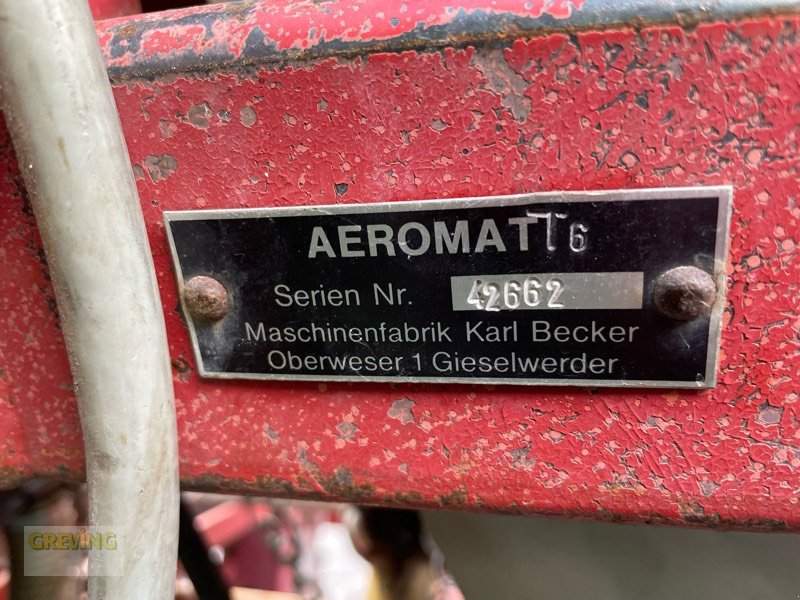 AEROMAT T6
Serien Nr. 42662
Maschinenfabrik Karl Becker
Oberweser 1 Gieselwerder
GREVING